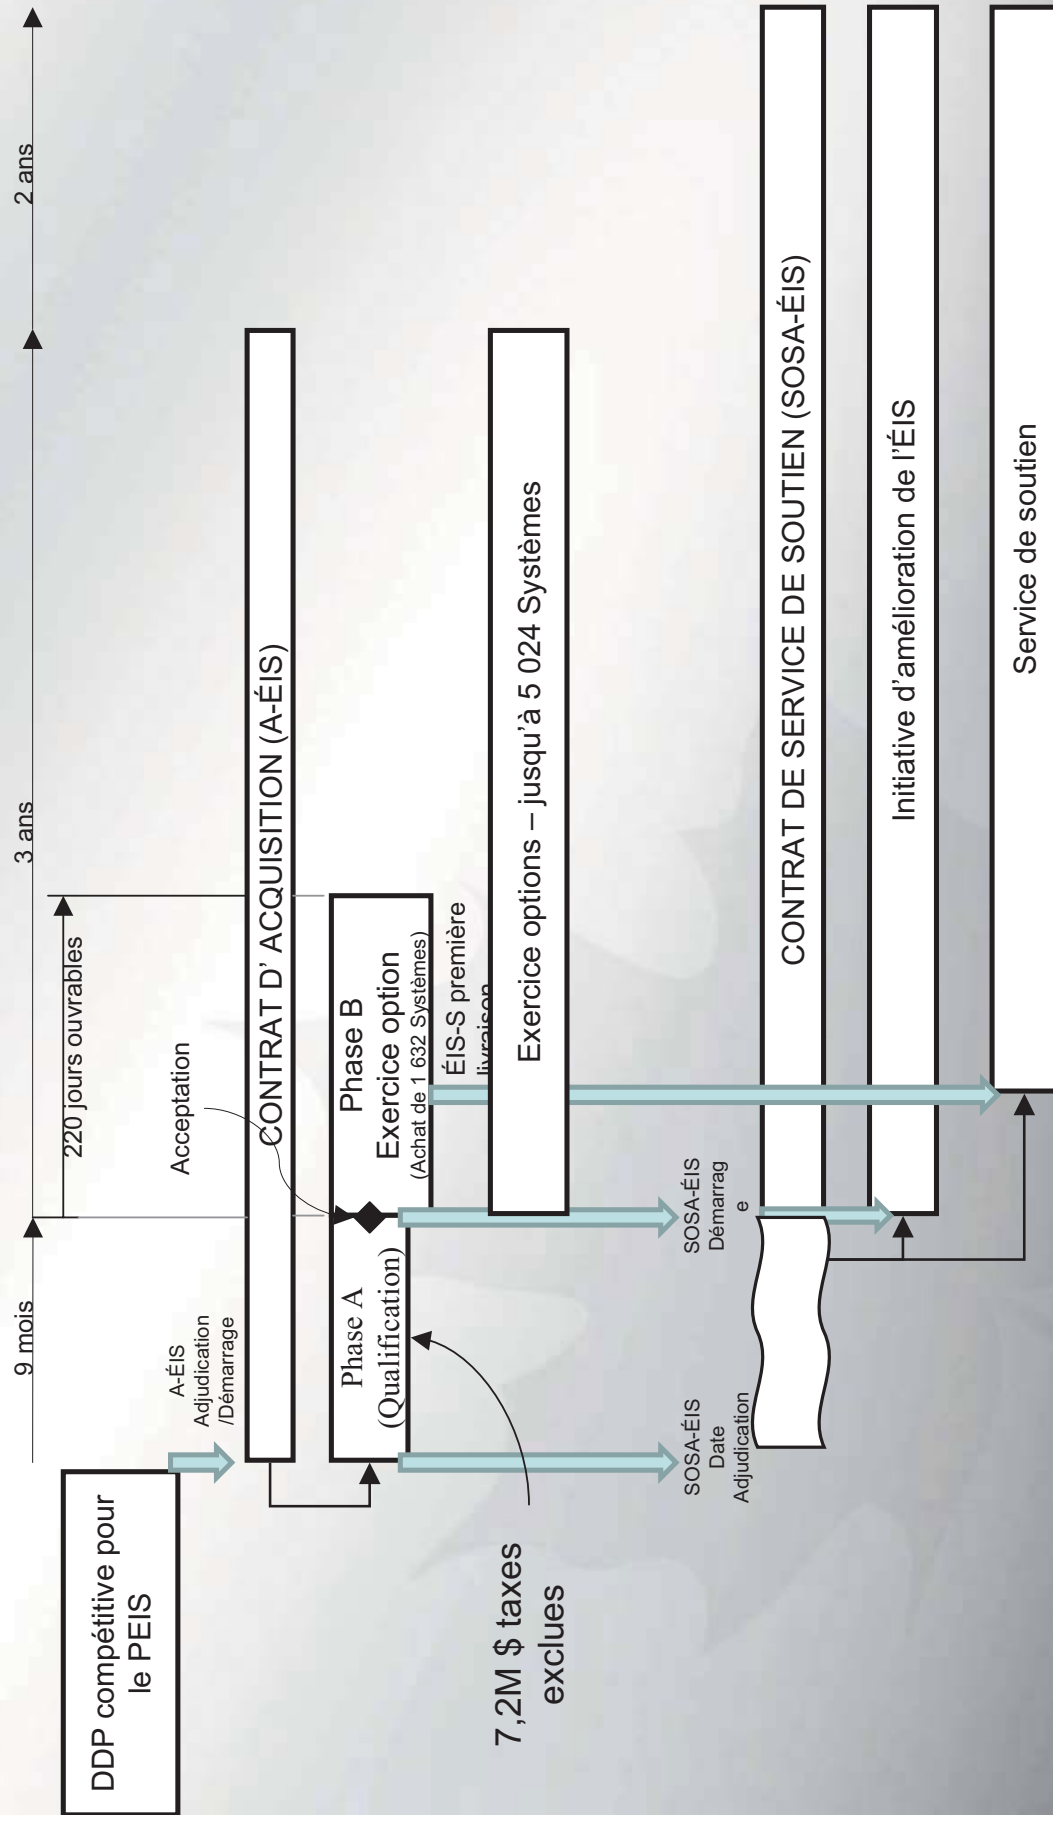 9 mois
3 ans
2 ans
220 jours ouvrables
DDP compétitive pour
le PEIS
A-ÉIS
Adjudication
/Démarrage
Acceptation
CONTRAT D' ACQUISITION (A-ÉIS)
Phase A
(Qualification)
Phase B
Exercice option
(Achat de 1 632 Systèmes)
ÉIS-S première
livraison
Exercice options – jusqu'à 5 024 Systèmes
7,2M $ taxes
exclues
SOSA-ÉIS
Date
Adjudication
SOSA-ÉIS
Démarrag
e
CONTRAT DE SERVICE DE SOUTIEN (SOSA-ÉIS)
Initiative d'amélioration de l'ÉIS
Service de soutien